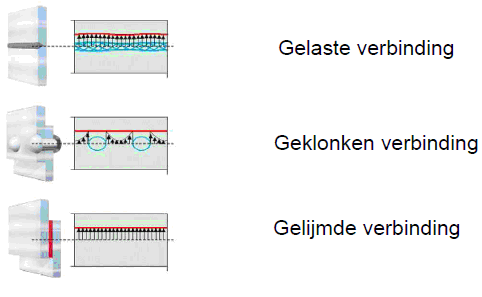 Gelaste verbinding
Geklonken verbinding
Gelijmde verbinding